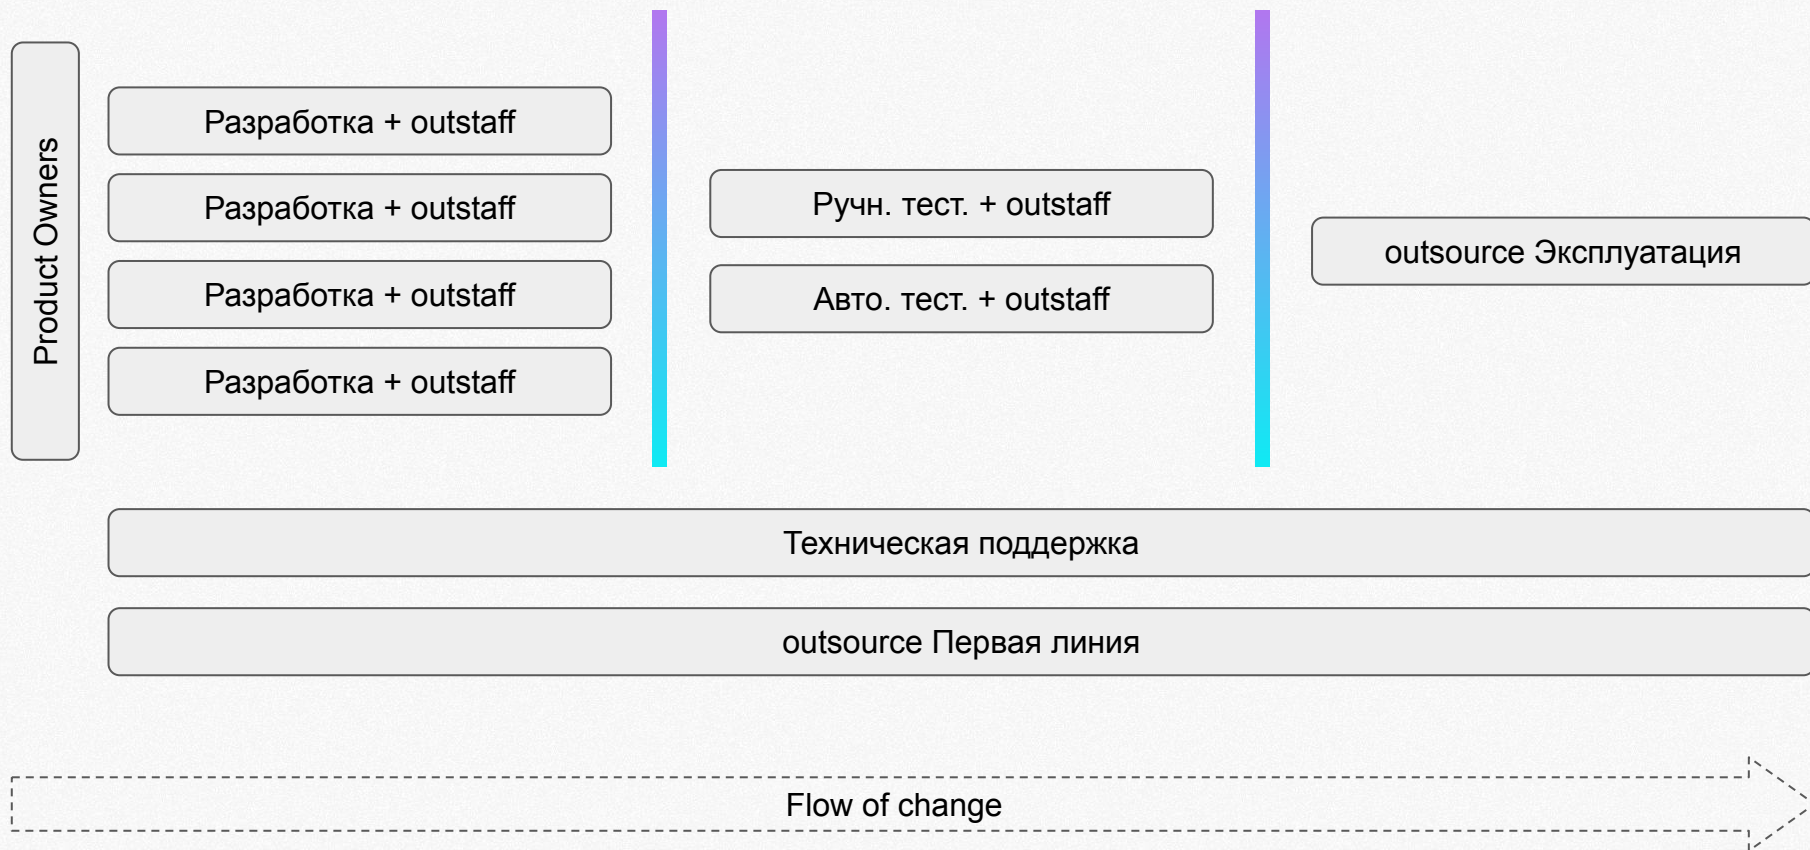 Product Owners
Разработка + outstaff
Разработка + outstaff
Разработка + outstaff
Разработка + outstaff
Ручн. тест. + outstaff
Авто. тест. + outstaff
outsource Эксплуатация
Техническая поддержка
outsource Первая линия
Flow of change